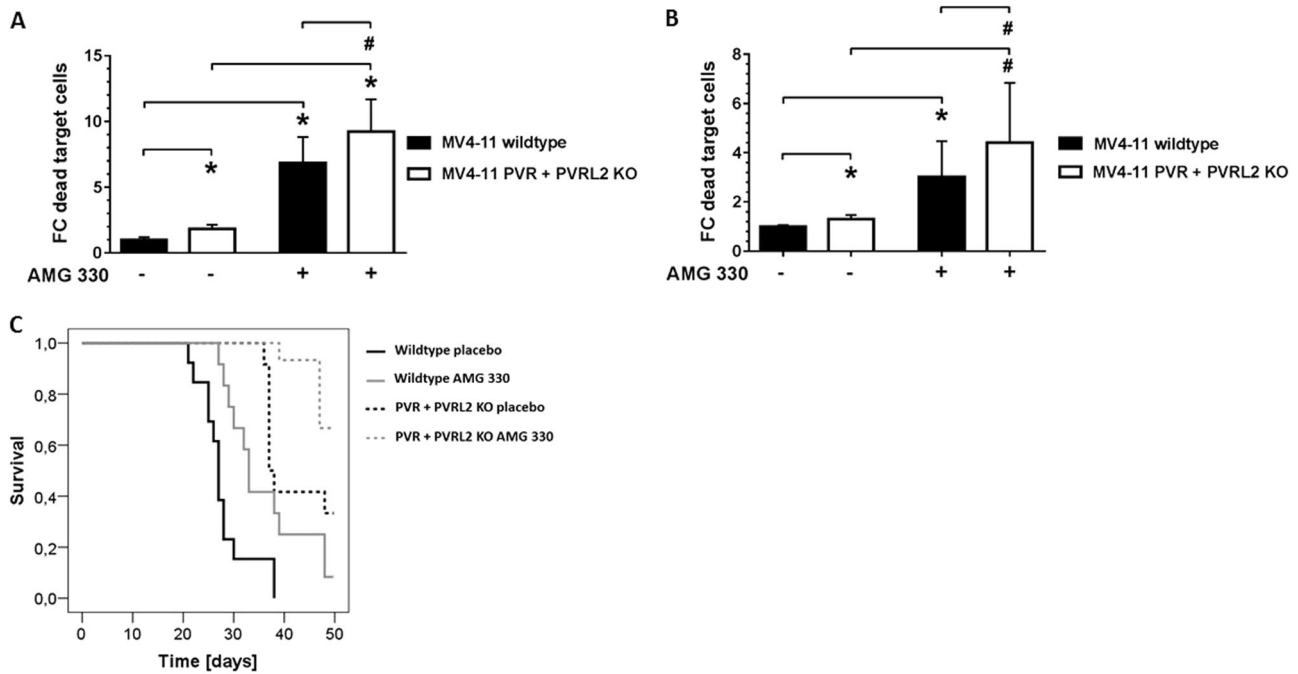 A
FC dead target cells
15
10
5
0
*
*
#
*
AMG 330
-
-
+
+
MV4-11 wildtype
MV4-11 PVR + PVRL2 KO
B
FC dead target cells
8
6
4
2
0
*
*
#
#
AMG 330
-
-
+
+
MV4-11 wildtype
MV4-11 PVR + PVRL2 KO
C
Survival
1,0
0,8
0,6
0,4
0,2
0,0
0 10 20 30 40 50
Time [days]
Wildtype placebo
Wildtype AMG 330
PVR + PVRL2 KO placebo
PVR + PVRL2 KO AMG 330